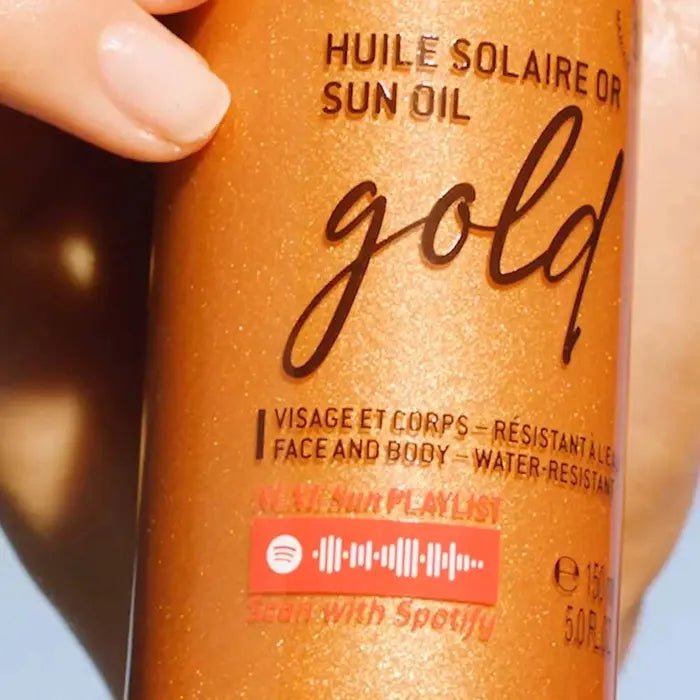 HUILE SOLAIRE OR
SUN OIL
gold
VISAGE ET CORPS – RÉSISTANT À L'EAU
FACE AND BODY – WATER-RESISTANT
Sun PLAYLIST
Scan with Spotify
e 150 
5.0 FL